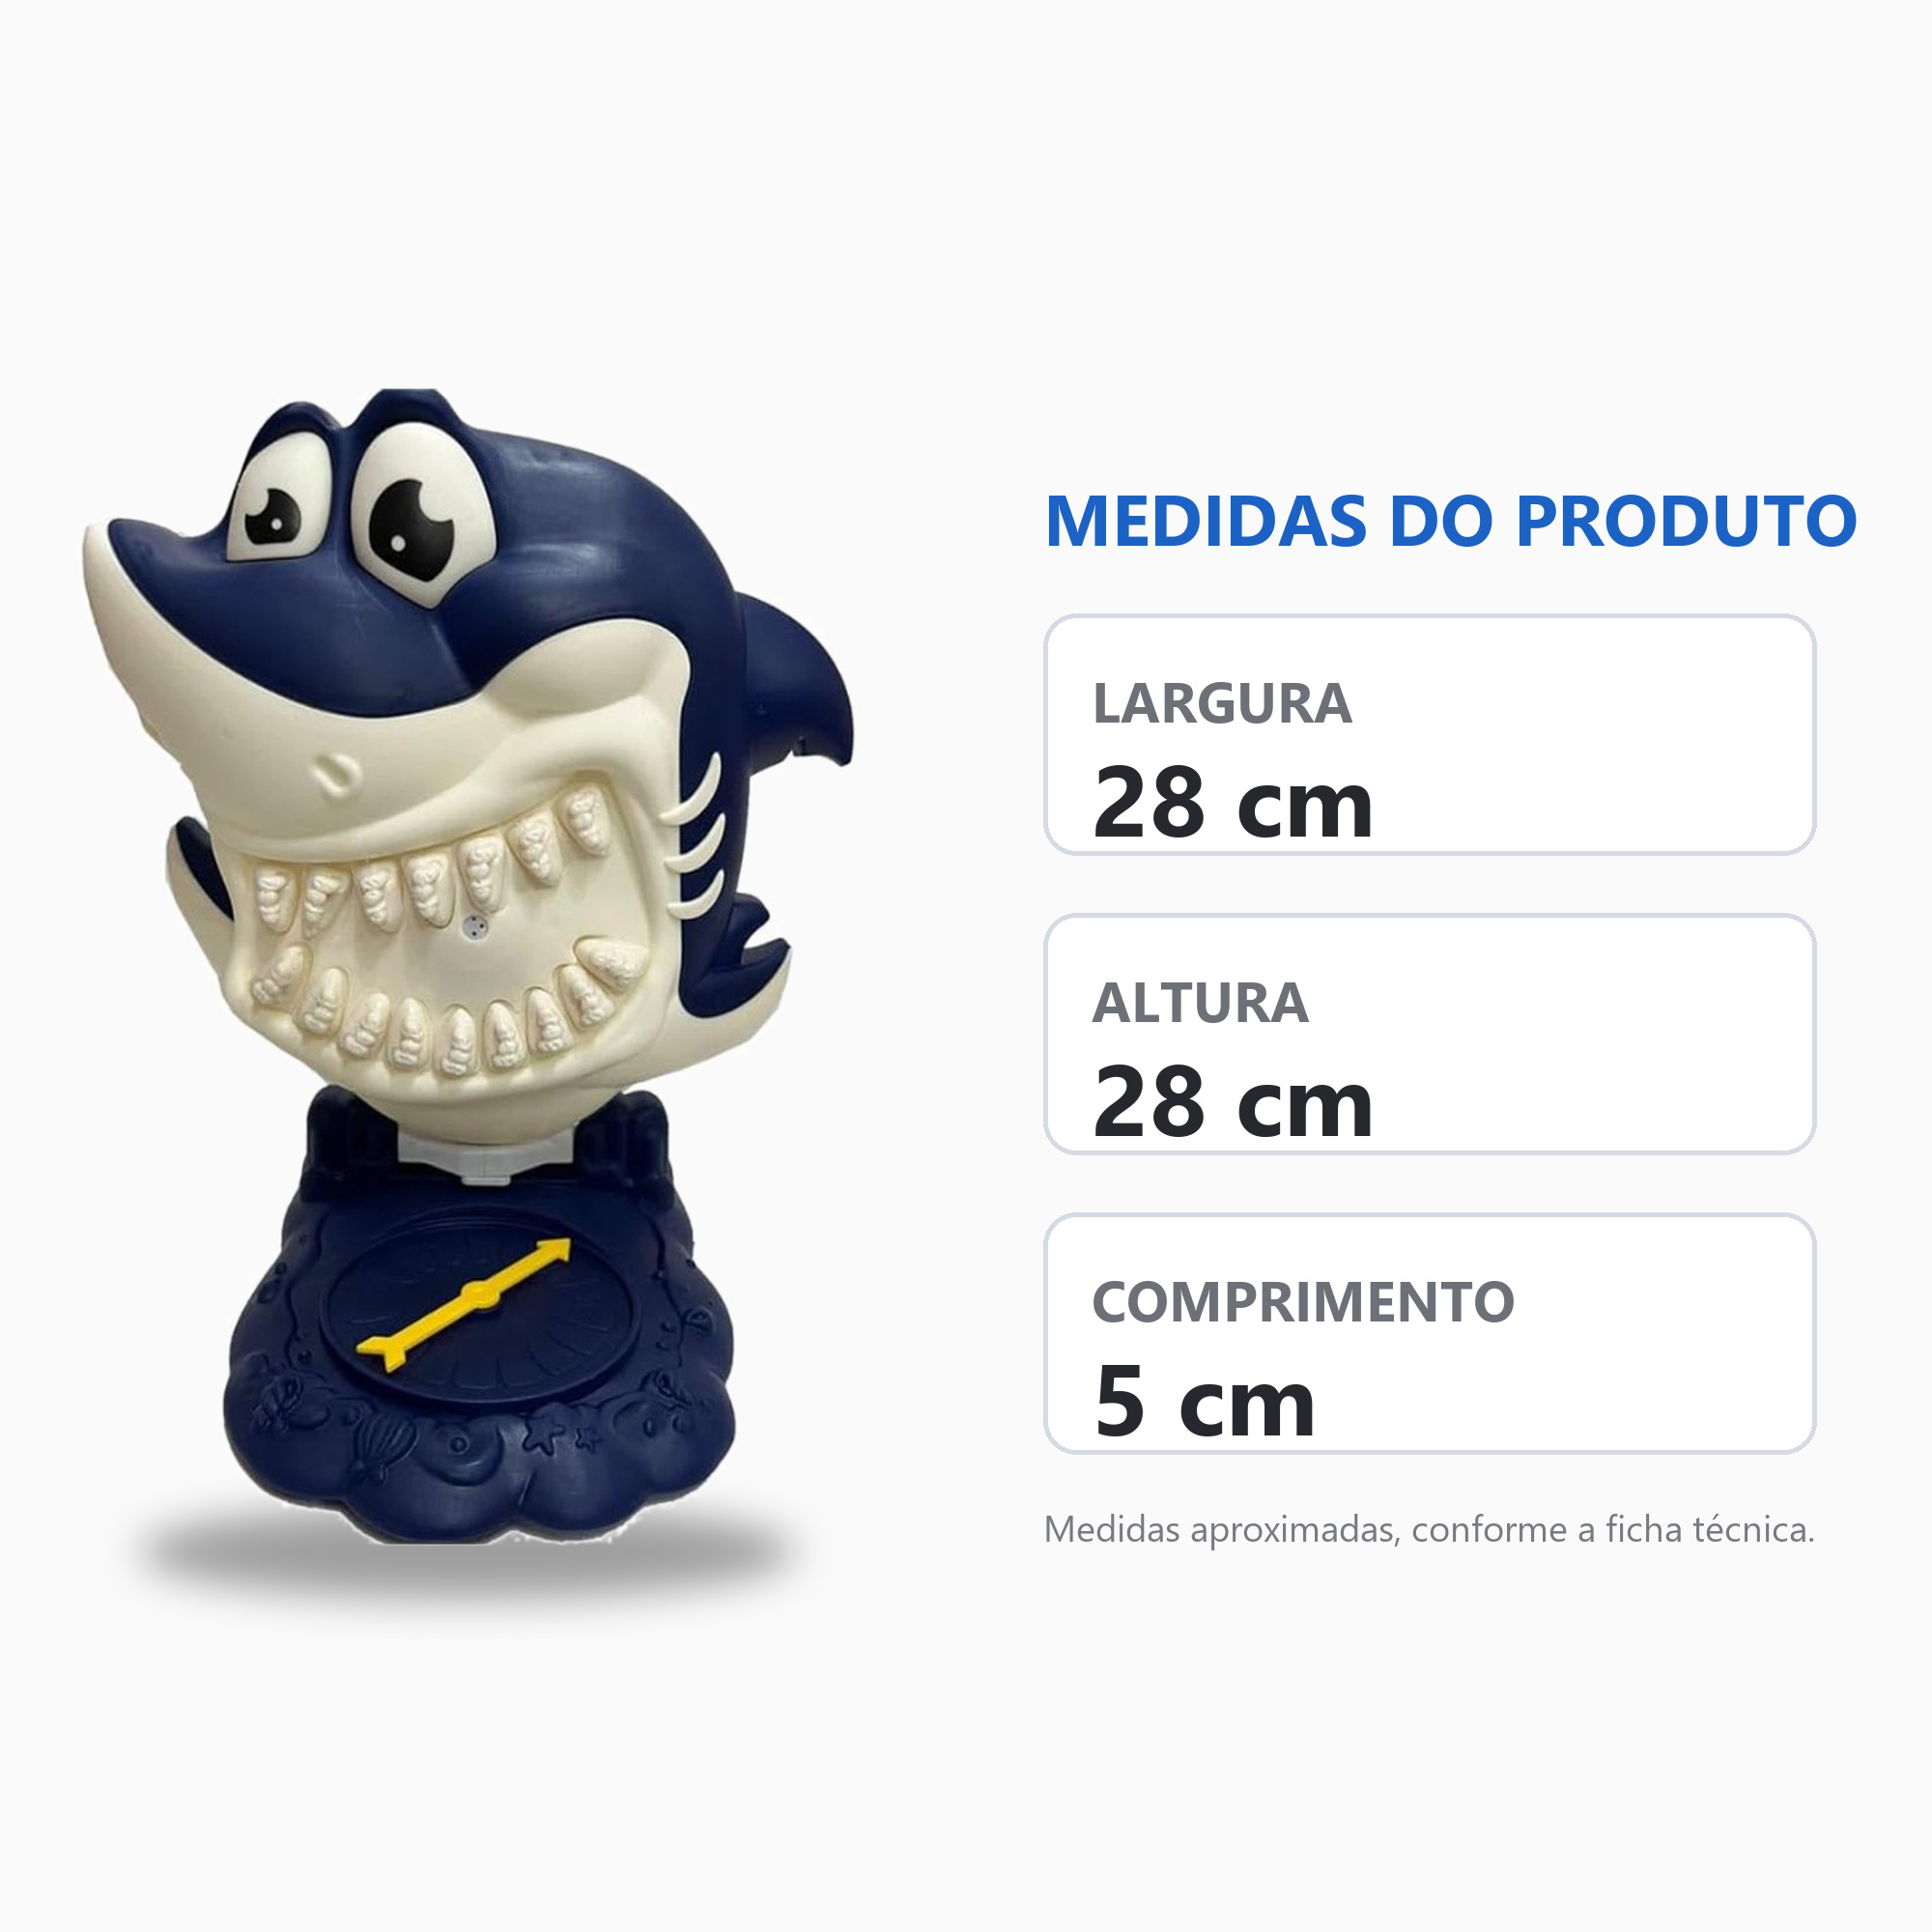 MEDIDAS DO PRODUTO
LARGURA
28 cm
ALTURA
28 cm
COMPRIMENTO
5 cm
Medidas aproximadas, conforme a ficha técnica.